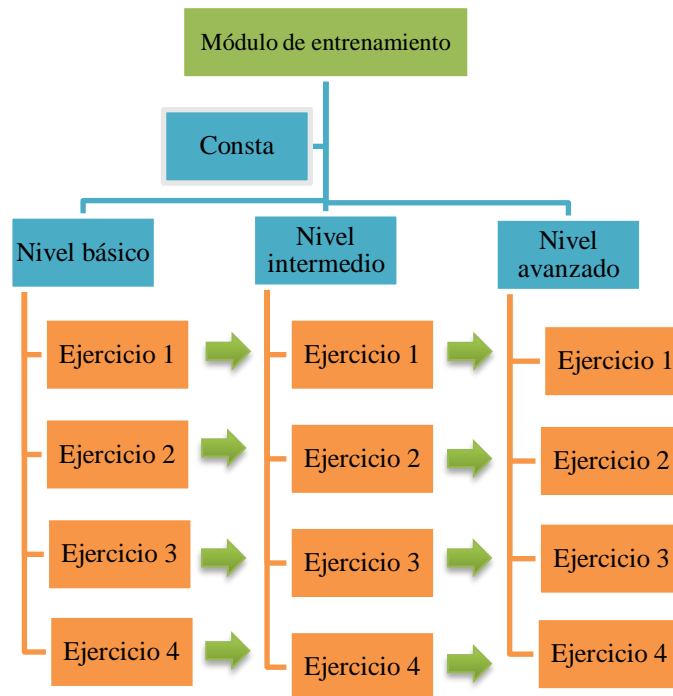 Módulo de entrenamiento
Consta
Nivel básico
Nivel
intermedio
Nivel
avanzado
Ejercicio 1
Ejercicio 1
Ejercicio 1
Ejercicio 2
Ejercicio 2
Ejercicio 2
Ejercicio 3
Ejercicio 3
Ejercicio 3
Ejercicio 4
Ejercicio 4
Ejercicio 4